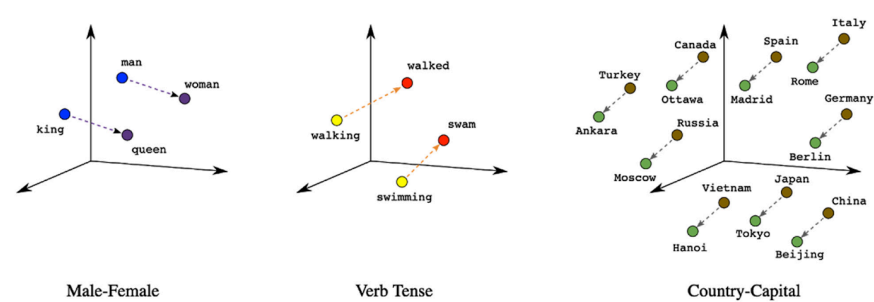 man
woman
king
queen
Male-Female
walked
walking
swam
swimming
Verb Tense
Italy
Canada
Spain
Rome
Turkey
Ottawa
Madrid
Germany
Ankara
Russia
Berlin
Moscow
Vietnam
Japan
China
Hanoi
Tokyo
Beijing
Country-Capital